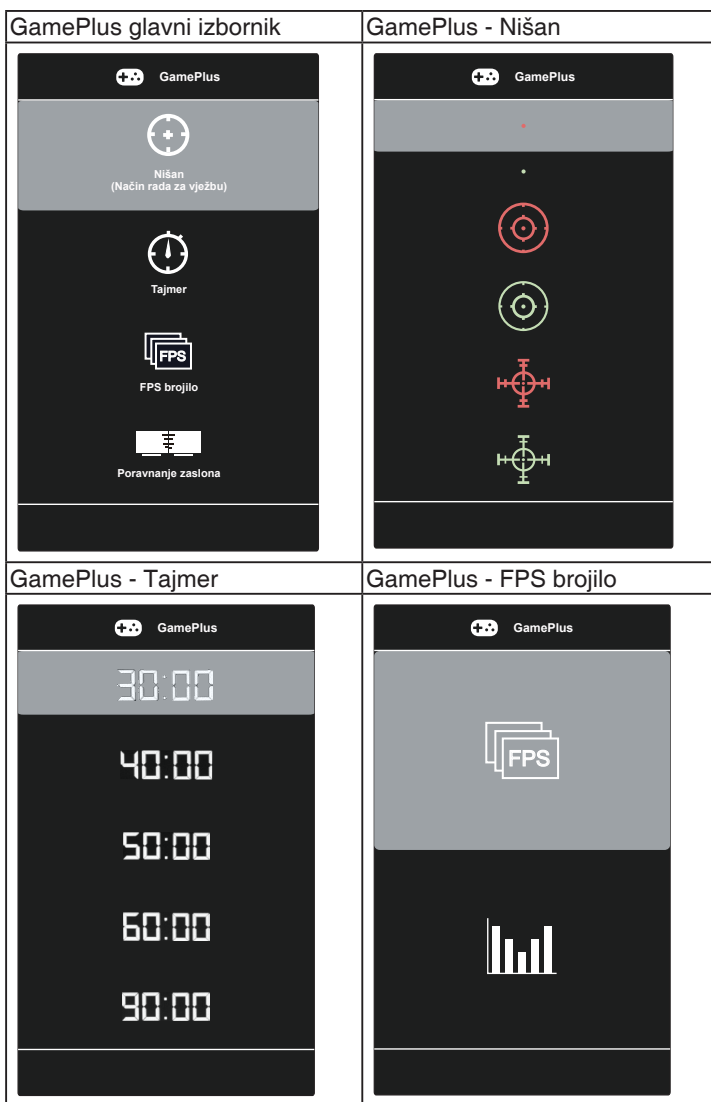 GamePlus glavni izbornik
GamePlus - Nišan
GamePlus
Nišan
(Način rada za vježbu)
Tajmer
FPS
FPS brojilo
Poravnanje zaslona
GamePlus
GamePlus - Tajmer
GamePlus - FPS brojilo
GamePlus
30:00
40:00
50:00
60:00
90:00
GamePlus
FPS